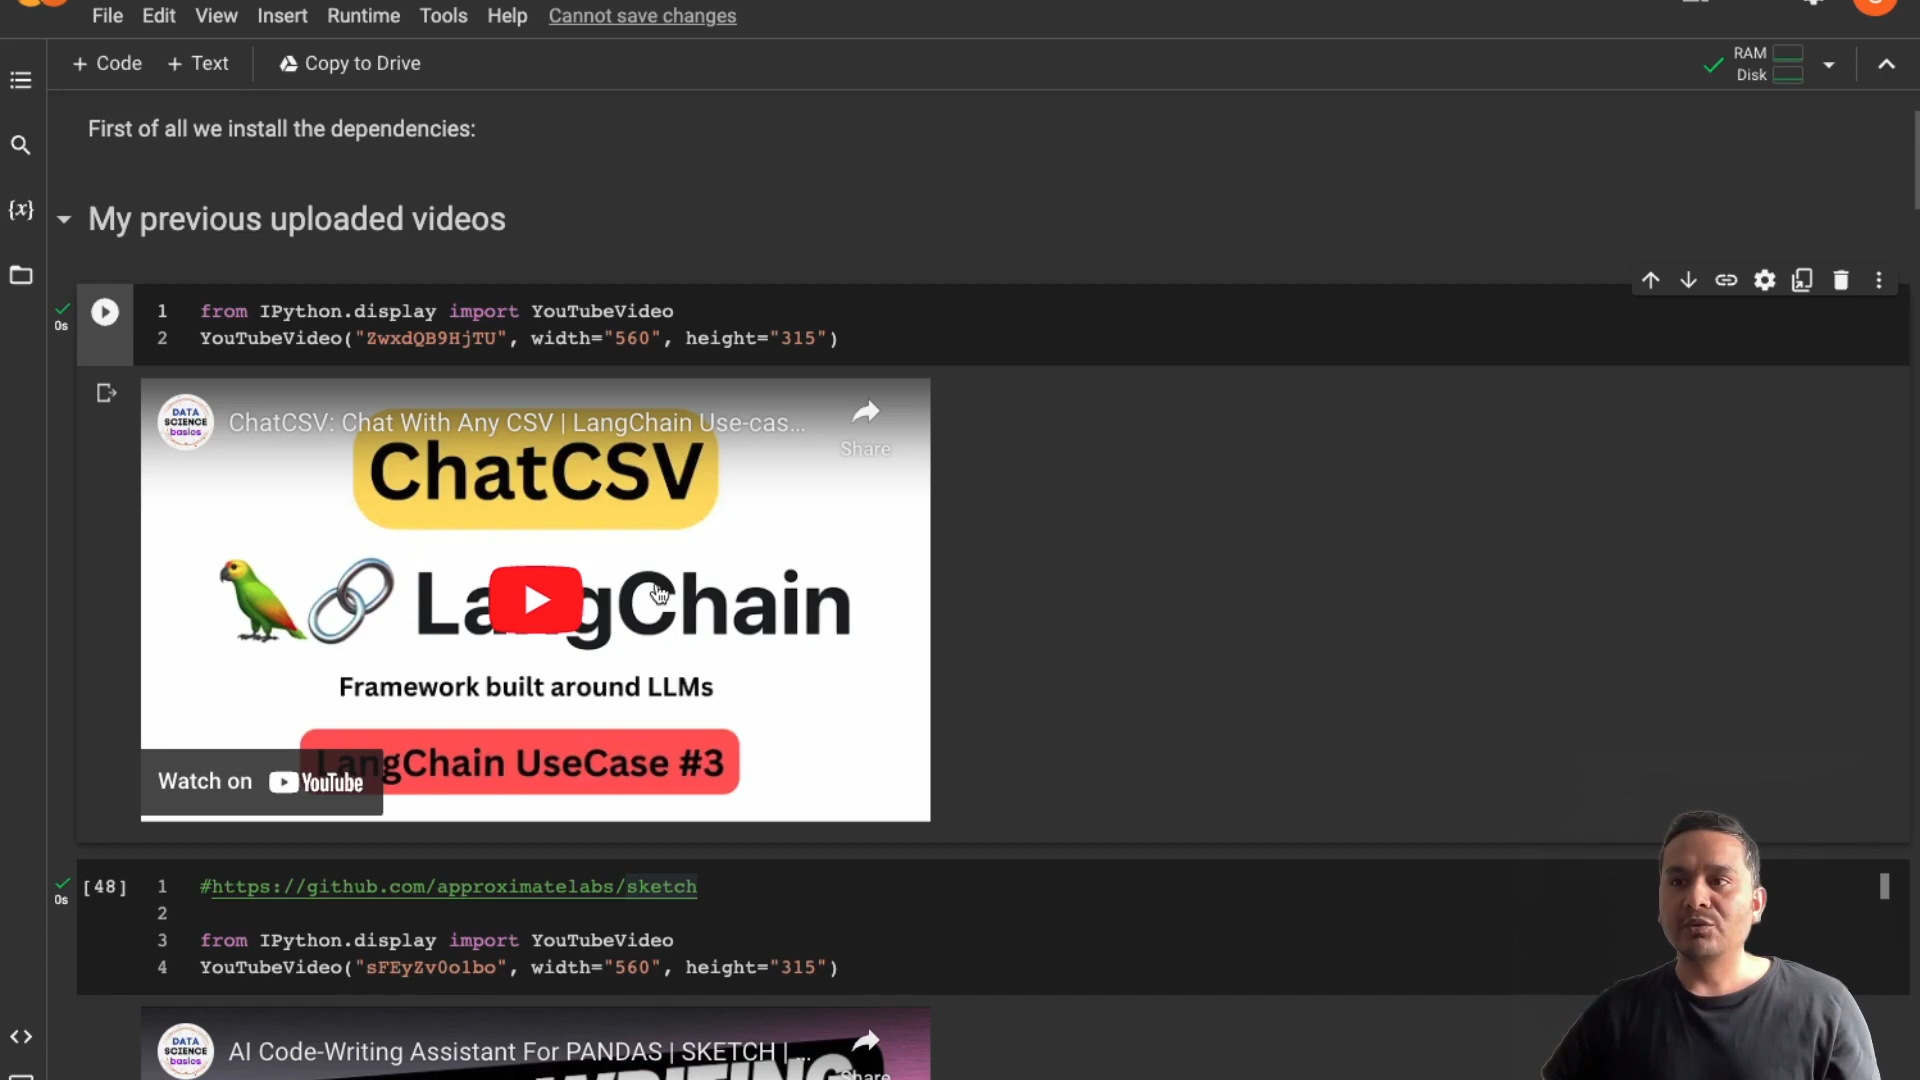 File Edit View Insert Runtime Tools Help Cannot save changes
+ Code + Text Copy to Drive
RAM
Disk
First of all we install the dependencies:
My previous uploaded videos
0s
1 from IPython.display import YouTubeVideo
2 YouTubeVideo("ZwxdQB9HjTU", width="560", height="315")
DATA SCIENCE basics
ChatCSV: Chat With Any CSV | LangChain Use-cas...
Share
ChatCSV
LangChain
Framework built around LLMs
LangChain UseCase #3
Watch on YouTube
0s
[48] 1 #https://github.com/approximatelabs/sketch
2
3 from IPython.display import YouTubeVideo
4 YouTubeVideo("sFEyZv0o1bo", width="560", height="315")
DATA SCIENCE basics
AI Code-Writing Assistant For PANDAS | SKETCH | ...
Share
WRITING